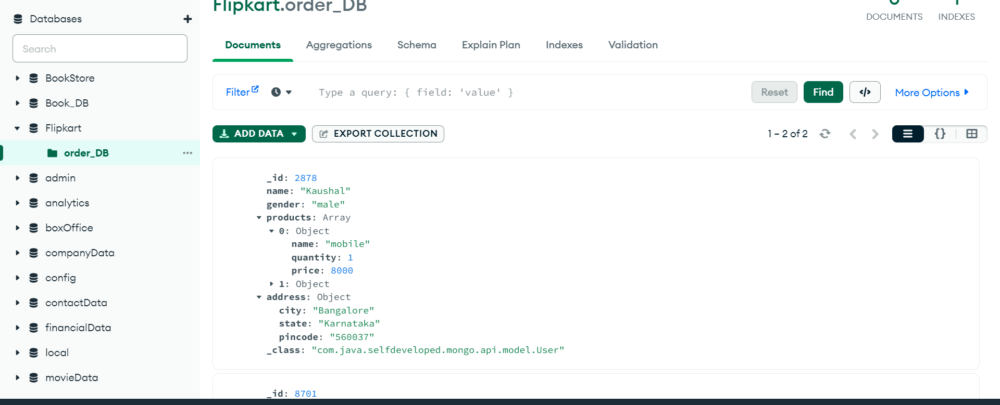 Flipkart.order_DB
DOCUMENTS
INDEXES
Databases
Search
BookStore
Book_DB
Flipkart
order_DB
admin
analytics
boxOffice
companyData
config
contactData
financialData
local
movieData
Documents Aggregations Schema Explain Plan Indexes Validation
Filter Type a query: { field: 'value' } Reset Find </> More Options
ADD DATA EXPORT COLLECTION 1 – 2 of 2 {}
_id: 2878
name: "Kaushal"
gender: "male"
products: Array
0: Object
name: "mobile"
quantity: 1
price: 8000
1: Object
address: Object
city: "Bangalore"
state: "Karnataka"
pincode: "560037"
_class: "com.java.selfdeveloped.mongo.api.model.User"
_id: 8701